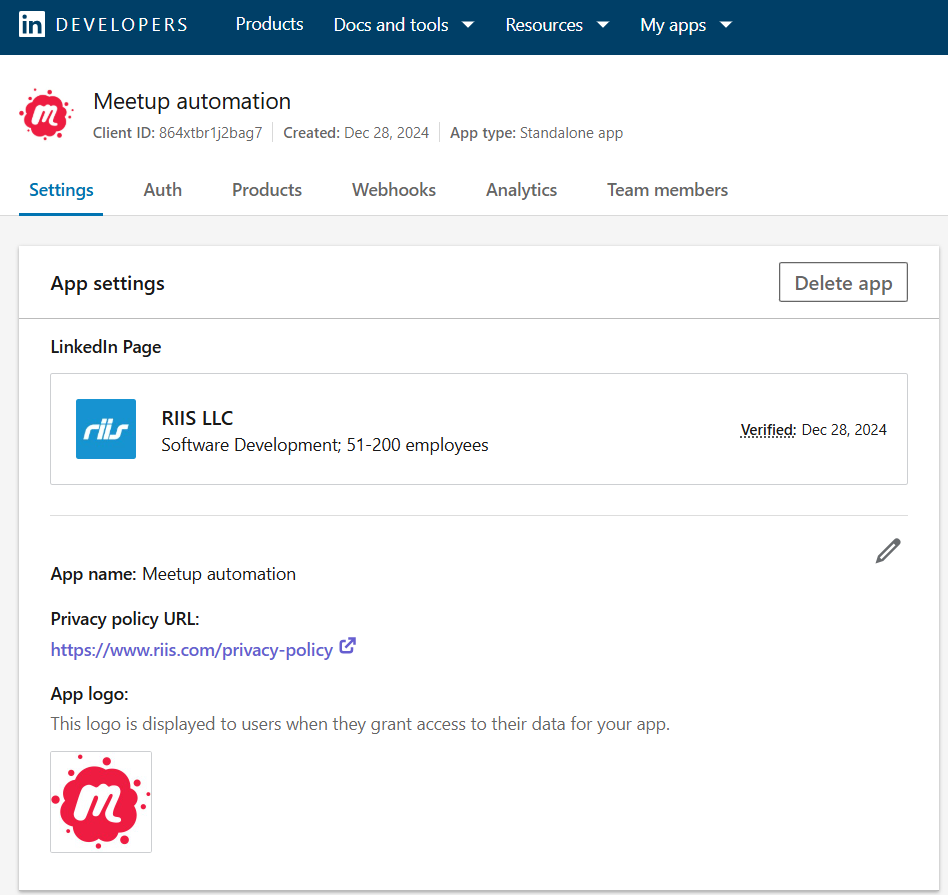 in DEVELOPERS Products Docs and tools Resources My apps
m Meetup automation
Client ID: 864xtbr1j2bag7 Created: Dec 28, 2024 App type: Standalone app
Settings Auth Products Webhooks Analytics Team members
App settings Delete app
LinkedIn Page
riis RIIS LLC
Software Development; 51-200 employees
Verified: Dec 28, 2024
App name: Meetup automation
Privacy policy URL:
https://www.riis.com/privacy-policy
App logo:
This logo is displayed to users when they grant access to their data for your app.
m